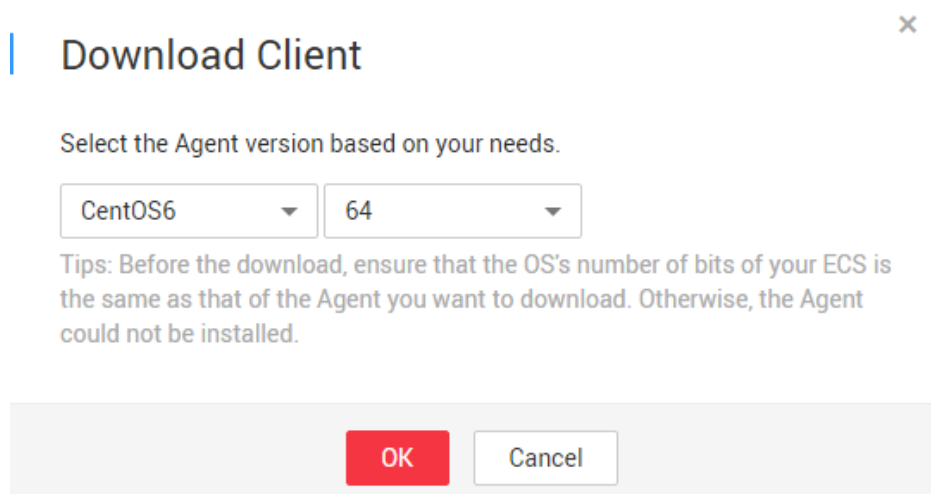 Download Client
Select the Agent version based on your needs.
CentOS6 64
Tips: Before the download, ensure that the OS's number of bits of your ECS is
the same as that of the Agent you want to download. Otherwise, the Agent
could not be installed.
OK Cancel